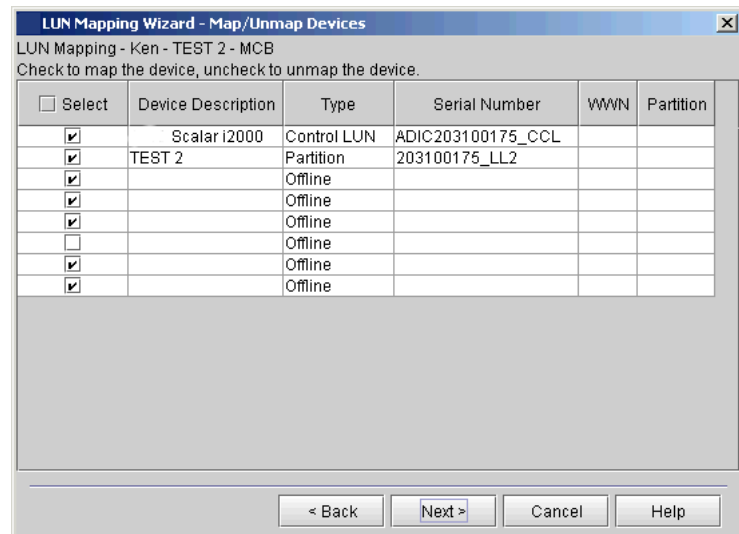 LUN Mapping Wizard - Map/Unmap Devices
LUN Mapping - Ken - TEST 2 - MCB
Check to map the device, uncheck to unmap the device.
Select Device Description Type Serial Number WWN Partition
Scalar i2000 Control LUN ADIC203100175_CCL
TEST 2 Partition 203100175_LL2
Offline
Offline
Offline
Offline
Offline
Offline
< Back Next > Cancel Help